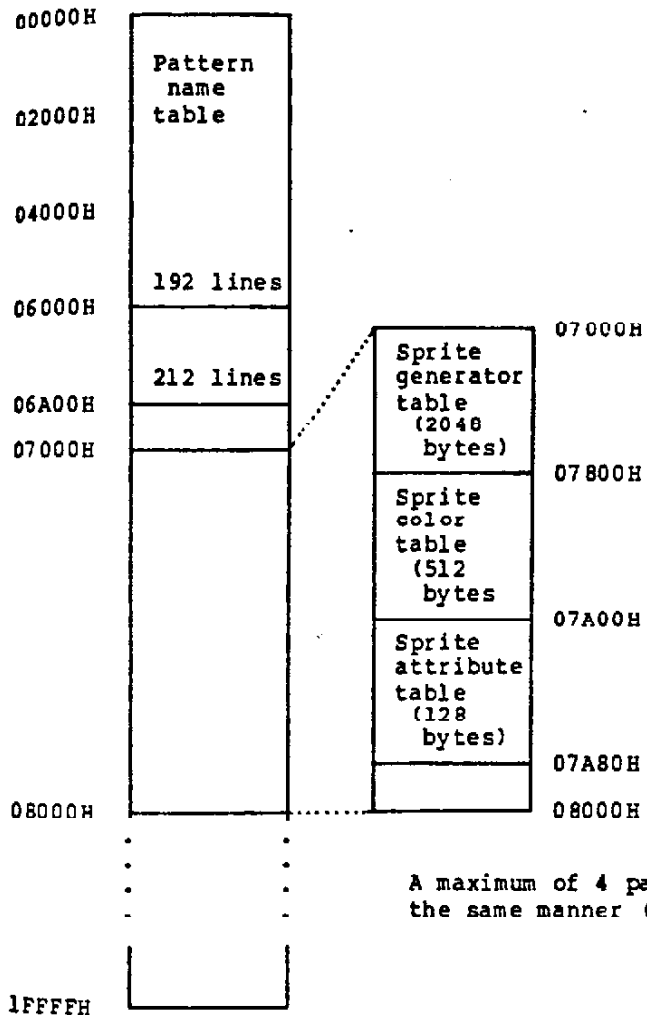 00000H
Pattern
name
table
02000H
04000H
192 lines
06000H
212 lines
06A00H
07000H
08000H
1FFFFH
07000H
Sprite
generator
table
(2048
bytes)
07800H
Sprite
color
table
(512
bytes
07A00H
Sprite
attribute
table
(128
bytes)
07A80H
08000H
A maximum of 4
the same manner (